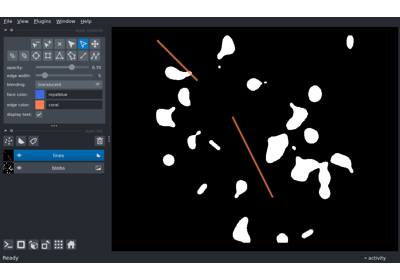 File View Plugins Window Help
opacity: 0.70
edge width: 5
blending: translucent
face color: royalblue
edge color: coral
display text: ✓
lines
blobs
Ready
activity